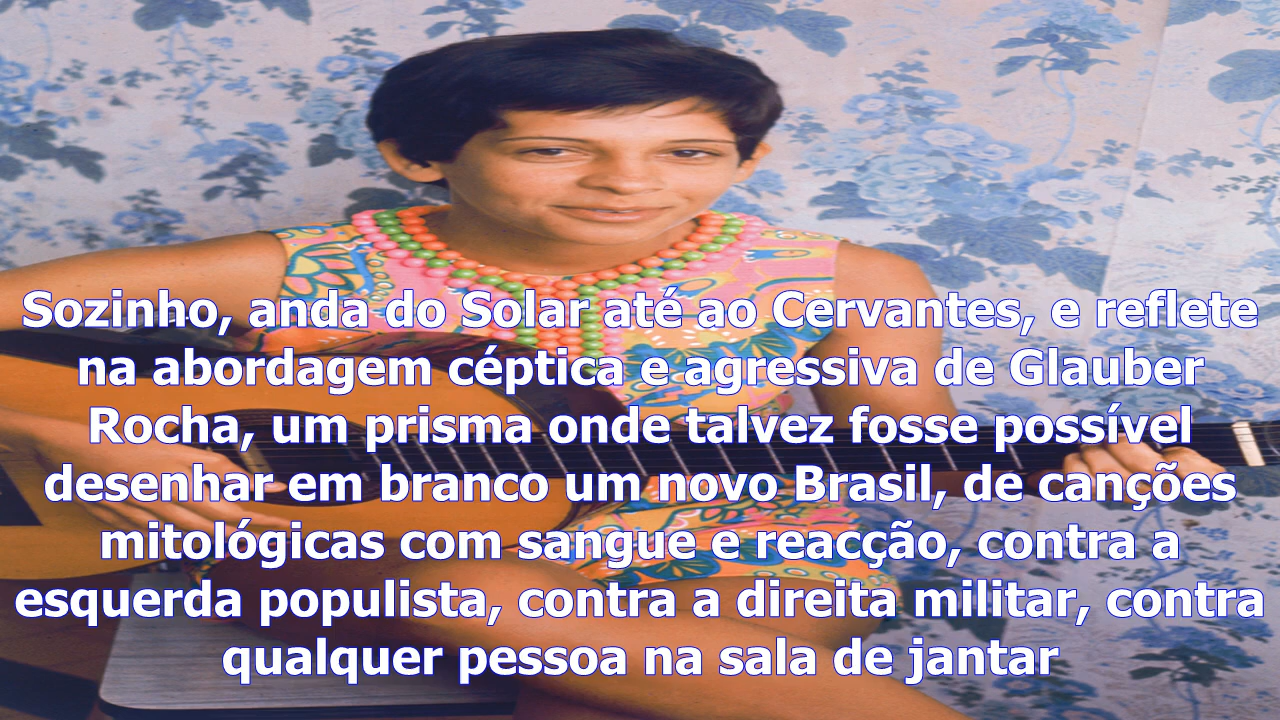 Sozinho, anda do Solar até ao Cervantes, e reflete
na abordagem céptica e agressiva de Glauber
Rocha, um prisma onde talvez fosse possível
desenhar em branco um novo Brasil, de canções
mitológicas com sangue e reacção, contra a
esquerda populista, contra a direita militar, contra
qualquer pessoa na sala de jantar